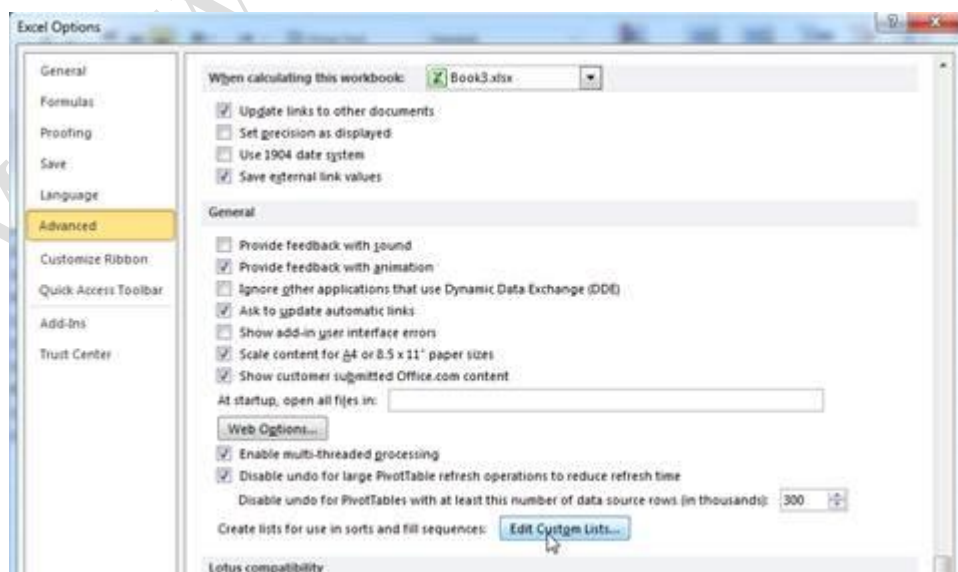 Excel Options
General
Formulas
Proofing
Save
Language
Advanced
Customize Ribbon
Quick Access Toolbar
Add-Ins
Trust Center
When calculating this workbook: Book3.xlsx
Update links to other documents
Set precision as displayed
Use 1904 date system
Save external link values
General
Provide feedback with sound
Provide feedback with animation
Ignore other applications that use Dynamic Data Exchange (DDE)
Ask to update automatic links
Show add-in user interface errors
Scale content for A4 or 8.5 x 11" paper sizes
Show customer submitted Office.com content
At startup, open all files in:
Web Options...
Enable multi-threaded processing
Disable undo for large PivotTable refresh operations to reduce refresh time
Disable undo for PivotTables with at least this number of data source rows (in thousands): 300
Create lists for use in sorts and fill sequences: Edit Custom Lists...
Lotus compatibility